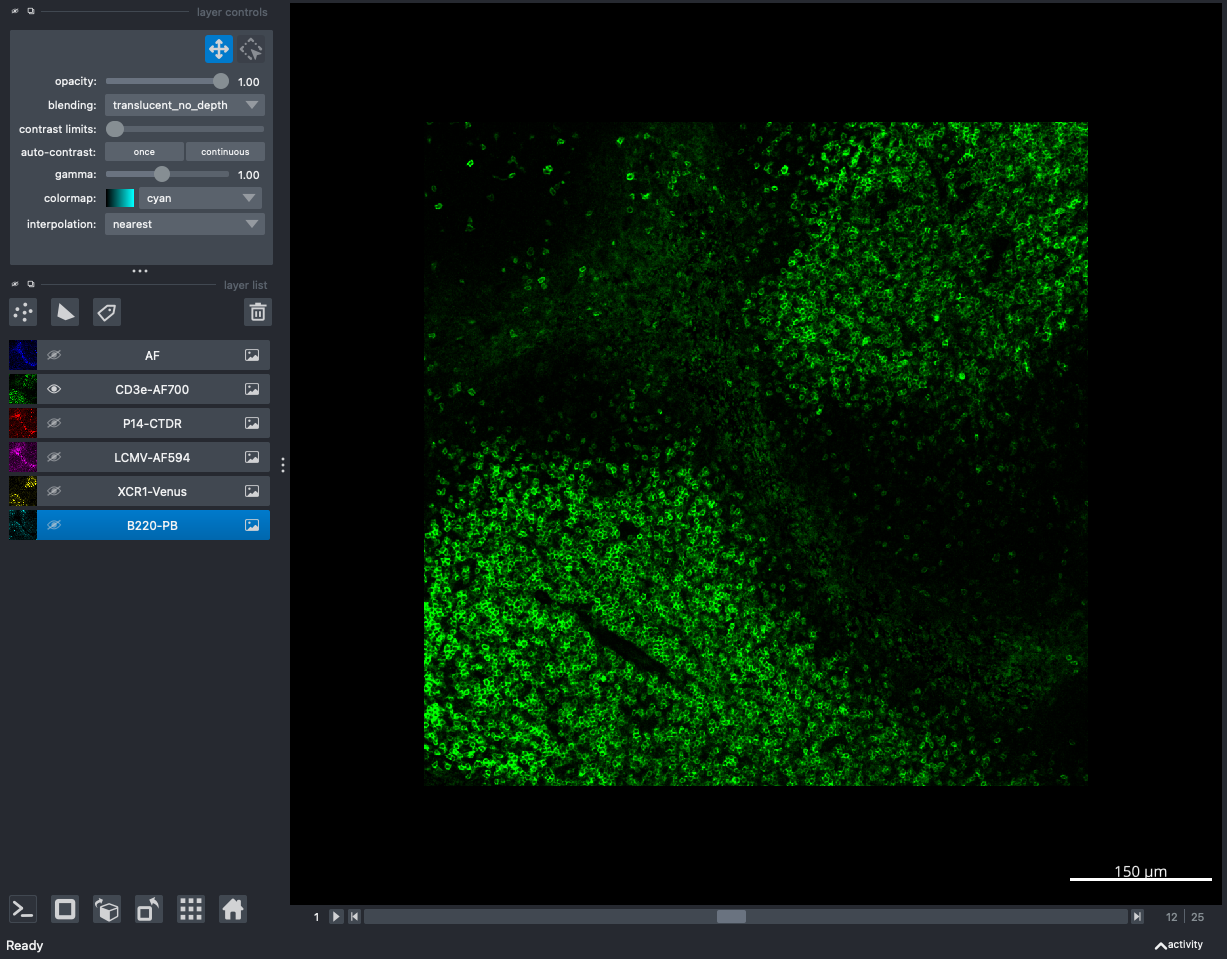 layer controls
opacity: 1.00
blending: translucent_no_depth
contrast limits:
auto-contrast: once continuous
gamma: 1.00
colormap: cyan
interpolation: nearest
layer list
AF
CD3e-AF700
P14-CTDR
LCMV-AF594
XCR1-Venus
B220-PB
150 μm
1 12 25
Ready
activity